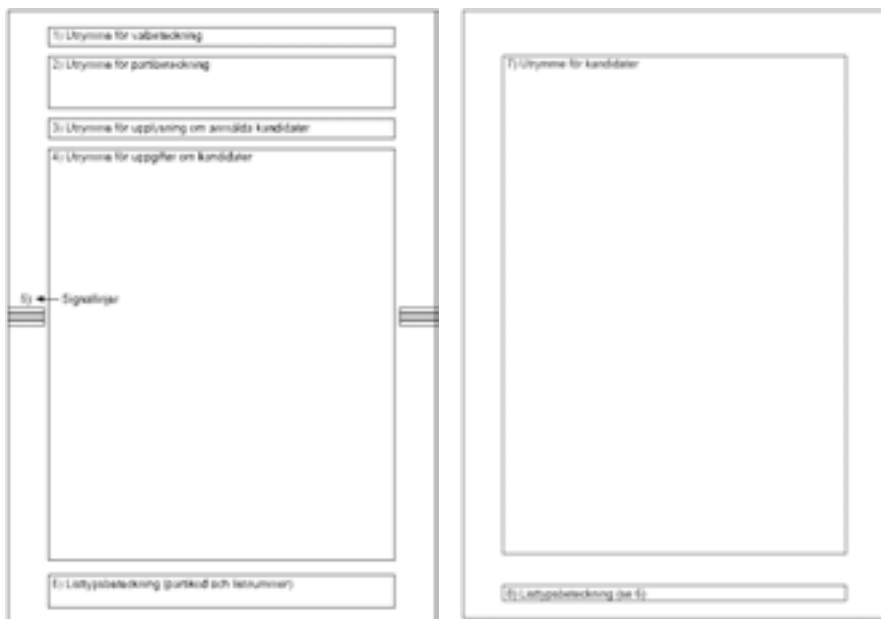 1) Utrymme för valbeteckning
2) Utrymme för partibeteckning
3) Utrymme för upplysning om anmälda kandidater
4) Utrymme för uppgifter om kandidater
5) Signallinjer
6) Listtypsbeteckning (partikod och listnummer)
7) Utrymme för kandidater
8) Listtypsbeteckning (se 6)